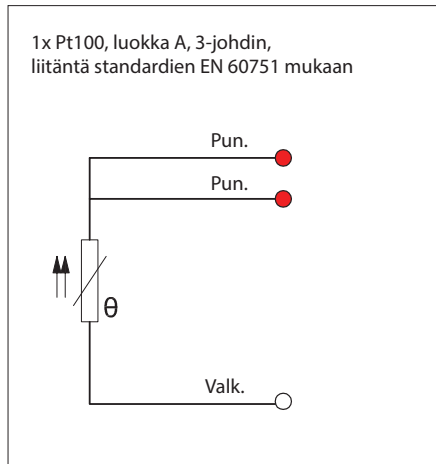 1x Pt100, luokka A, 3-johdin,
liitäntä standardien EN 60751 mukaan
Pun.
Pun.
θ
Valk.